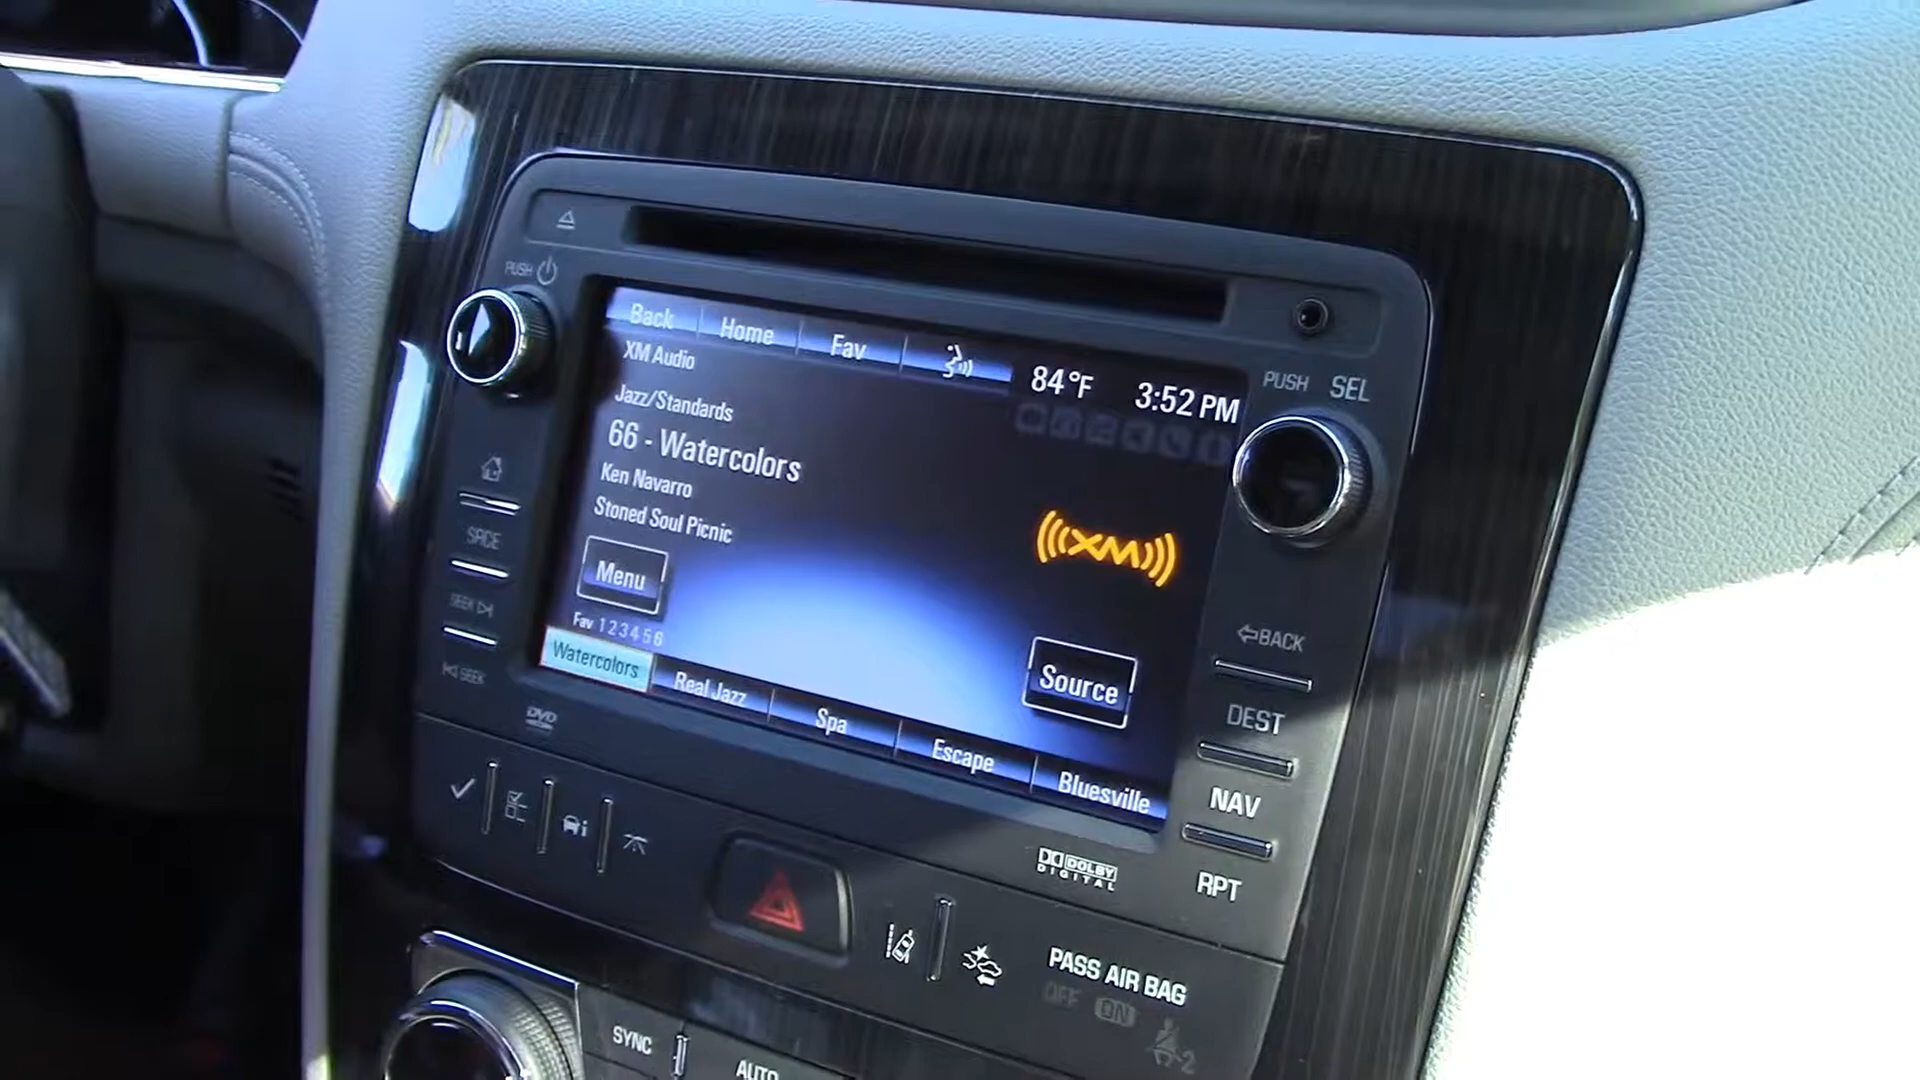 PUSH
Back Home Fav
84°F 3:52 PM
PUSH SEL
XM Audio
Jazz/Standards
66 - Watercolors
Ken Navarro
Stoned Soul Picnic
XM
Menu
Source
Fav 1 2 3 4 5 6
Watercolors Real Jazz Spa Escape Bluesville
SRCE
SEEK
SEEK
BACK
DEST
NAV
RPT
DVD
DOLBY
DIGITAL
PASS AIR BAG
OFF ON
2
SYNC
AUTO